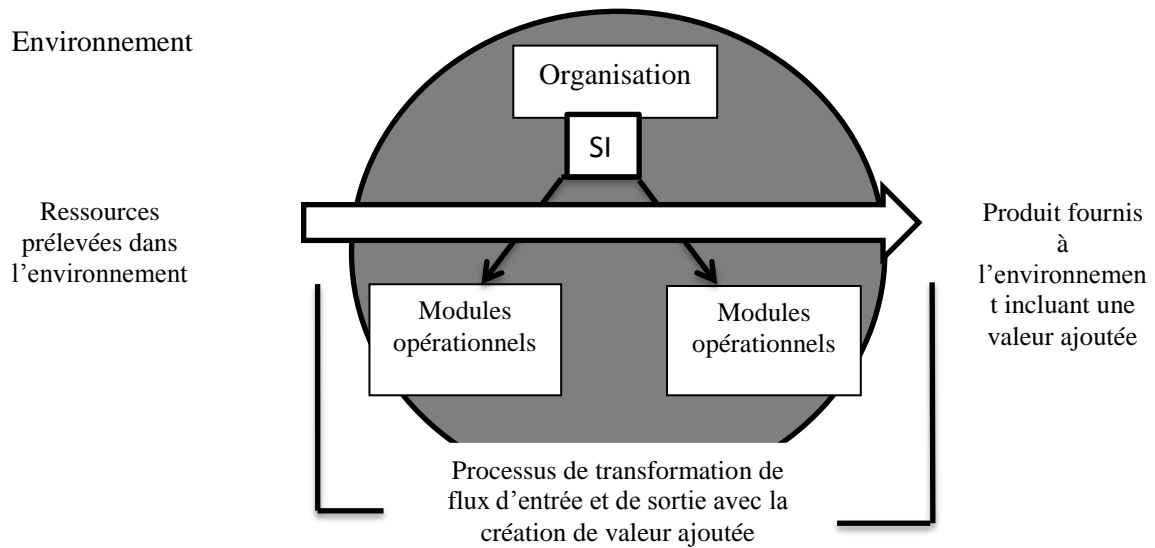 Environnement
Organisation
SI
Ressources
prélevées dans
l’environnement
Produit fournis
à
l’environnemen
t incluant une
valeur ajoutée
Modules
opérationnels
Modules
opérationnels
Processus de transformation de
flux d’entrée et de sortie avec la
création de valeur ajoutée